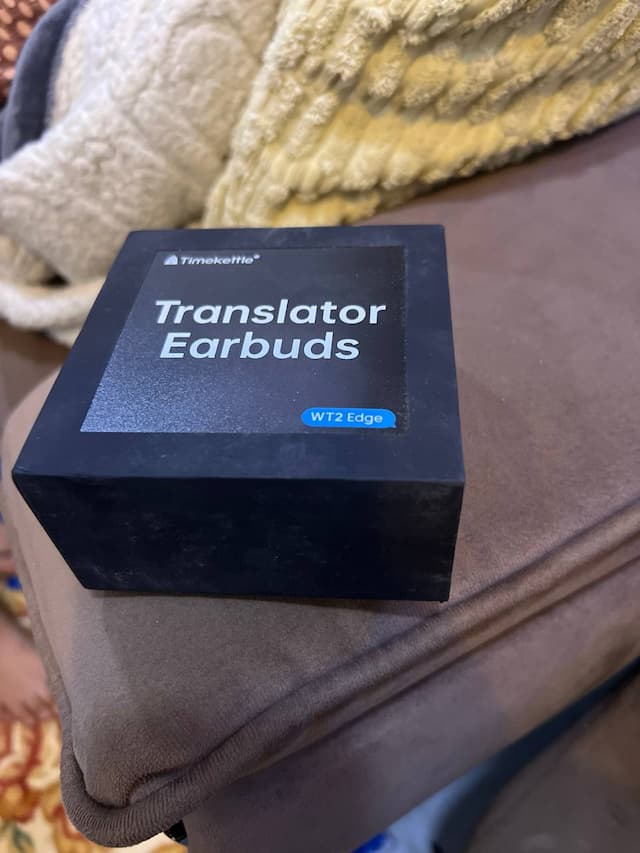 Timekettle®
Translator
Earbuds
WT2 Edge